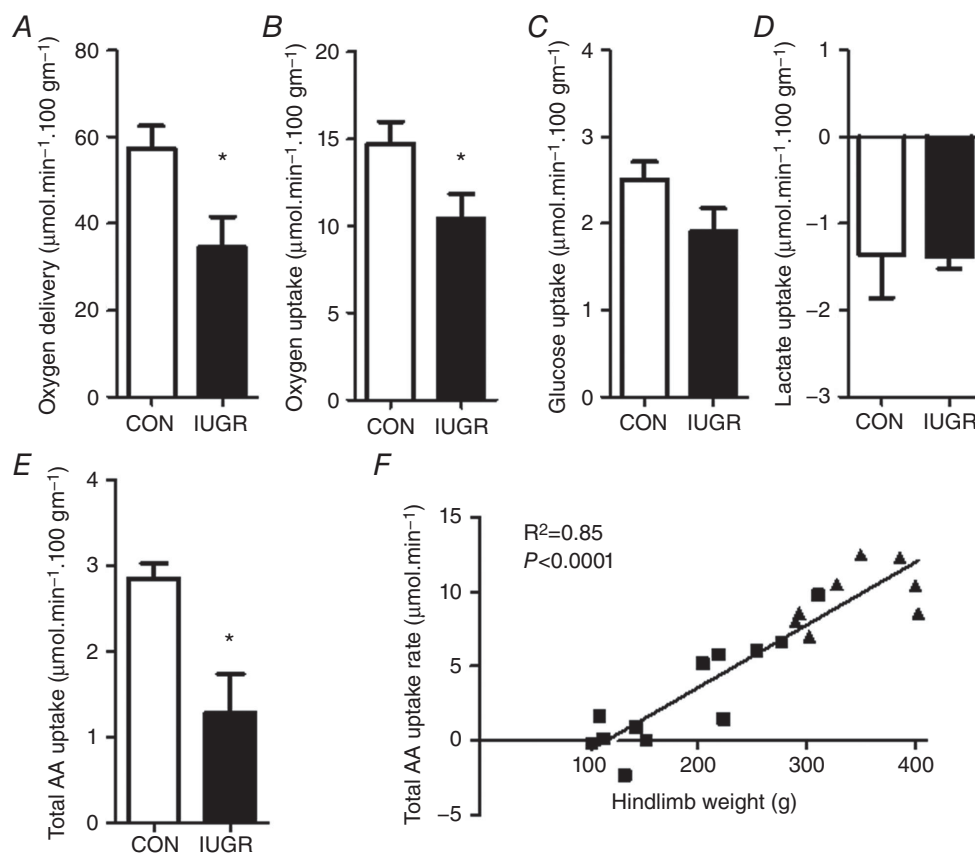 A
Oxygen delivery (μmol.min⁻¹.100 gm⁻¹)
80
60
40
20
0
CON IUGR
*
B
Oxygen uptake (μmol.min⁻¹.100 gm⁻¹)
20
15
10
5
0
CON IUGR
*
C
Glucose uptake (μmol.min⁻¹.100 gm⁻¹)
4
3
2
1
0
CON IUGR
D
Lactate uptake (μmol.min⁻¹.100 gm⁻¹)
1
0
−1
−2
−3
CON IUGR
E
Total AA uptake (μmol.min⁻¹.100 gm⁻¹)
4
3
2
1
0
CON IUGR
*
F
Total AA uptake rate (μmol.min⁻¹)
15
10
5
0
−5
R²=0.85
P<0.0001
100 200 300 400
Hindlimb weight (g)